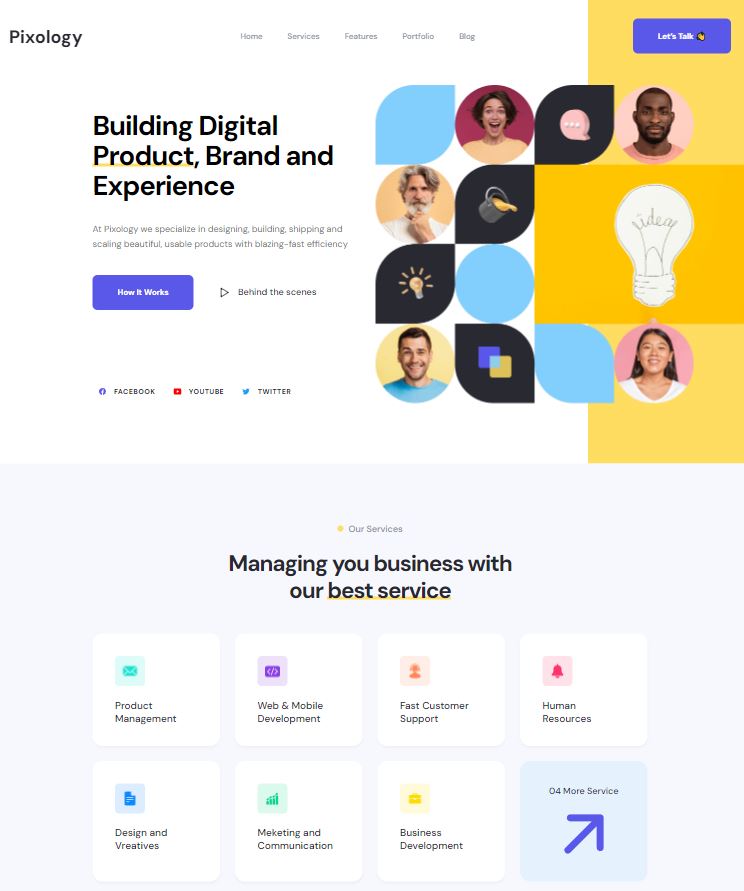 Pixology
Home
Services
Features
Portfolio
Blog
Let's Talk 👋
Building Digital
Product, Brand and
Experience
At Pixology we specialize in designing, building, shipping and
scaling beautiful, usable products with blazing-fast efficiency
How It Works
Behind the scenes
FACEBOOK
YOUTUBE
TWITTER
idea
Our Services
Managing you business with
our best service
Product
Management
Web & Mobile
Development
Fast Customer
Support
Human
Resources
Design and
Vreatives
Meketing and
Communication
Business
Development
04 More Service